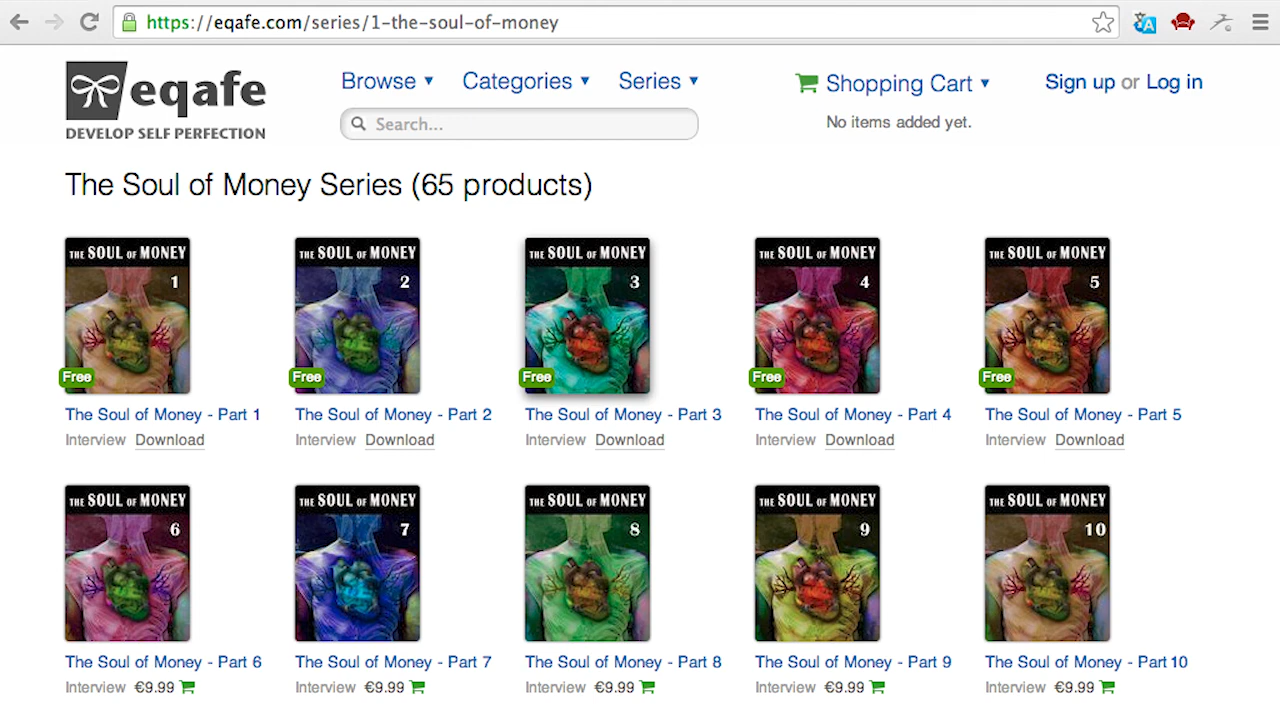 https://eqafe.com/series/1-the-soul-of-money
eqafe
DEVELOP SELF PERFECTION
Browse ▼ Categories ▼ Series ▼
Search...
Shopping Cart ▼
No items added yet.
Sign up or Log in
The Soul of Money Series (65 products)
THE SOUL OF MONEY
1
Free
The Soul of Money - Part 1
Interview Download
THE SOUL OF MONEY
2
Free
The Soul of Money - Part 2
Interview Download
THE SOUL OF MONEY
3
Free
The Soul of Money - Part 3
Interview Download
THE SOUL OF MONEY
4
Free
The Soul of Money - Part 4
Interview Download
THE SOUL OF MONEY
5
Free
The Soul of Money - Part 5
Interview Download
THE SOUL OF MONEY
6
The Soul of Money - Part 6
Interview €9.99
THE SOUL OF MONEY
7
The Soul of Money - Part 7
Interview €9.99
THE SOUL OF MONEY
8
The Soul of Money - Part 8
Interview €9.99
THE SOUL OF MONEY
9
The Soul of Money - Part 9
Interview €9.99
THE SOUL OF MONEY
10
The Soul of Money - Part 10
Interview €9.99